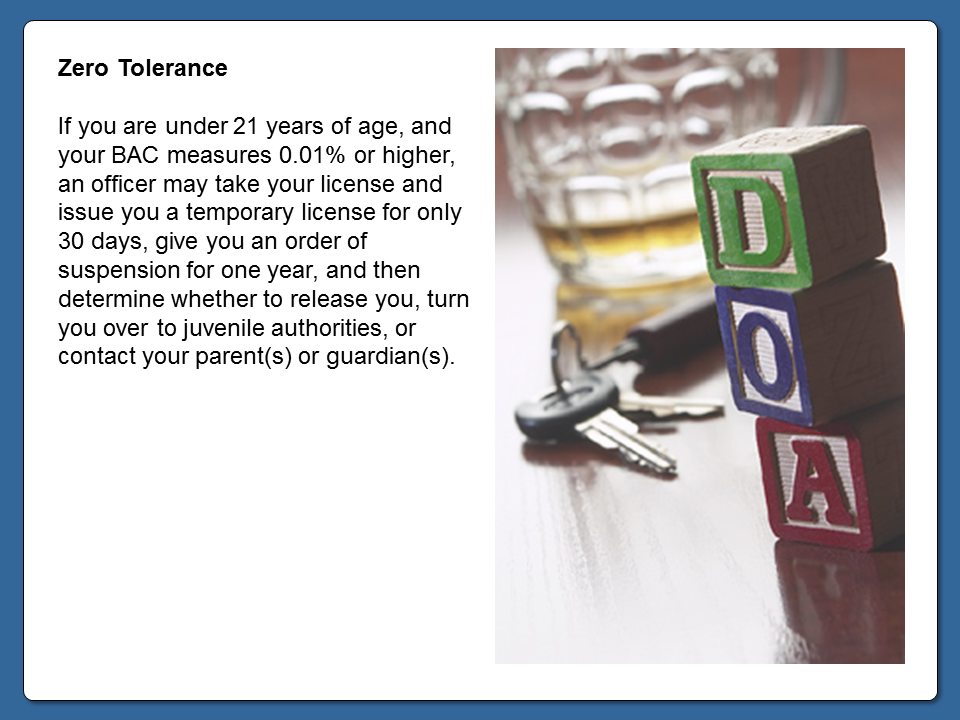 Zero Tolerance
If you are under 21 years of age, and
your BAC measures 0.01% or higher,
an officer may take your license and
issue you a temporary license for only
30 days, give you an order of
suspension for one year, and then
determine whether to release you, turn
you over to juvenile authorities, or
contact your parent(s) or guardian(s).
D
O
A